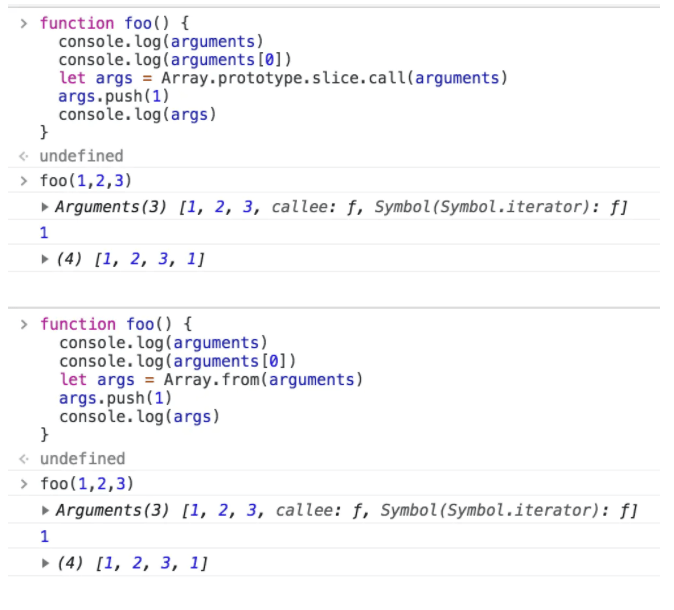 > function foo() {
console.log(arguments)
console.log(arguments[0])
let args = Array.prototype.slice.call(arguments)
args.push(1)
console.log(args)
}
<· undefined
> foo(1,2,3)
▶ Arguments(3) [1, 2, 3, callee: ƒ, Symbol(Symbol.iterator): ƒ]
1
▶ (4) [1, 2, 3, 1]
> function foo() {
console.log(arguments)
console.log(arguments[0])
let args = Array.from(arguments)
args.push(1)
console.log(args)
}
<· undefined
> foo(1,2,3)
▶ Arguments(3) [1, 2, 3, callee: ƒ, Symbol(Symbol.iterator): ƒ]
1
▶ (4) [1, 2, 3, 1]